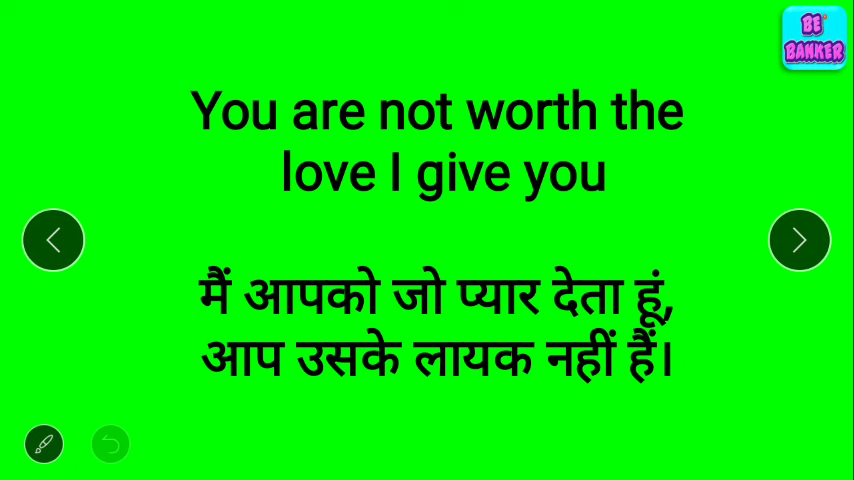 BE
BANKER
You are not worth the
love I give you
मैं आपको जो प्यार देता हूं,
आप उसके लायक नहीं हैं।